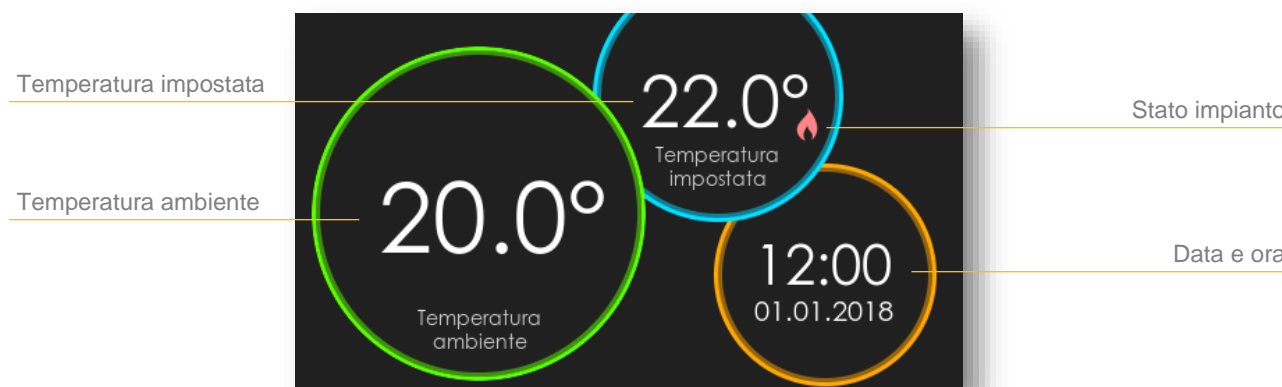 Temperatura impostata
Temperatura ambiente
22.0°
Temperatura
impostata
20.0°
Temperatura
ambiente
12:00
01.01.2018
Stato impianto
Data e ora